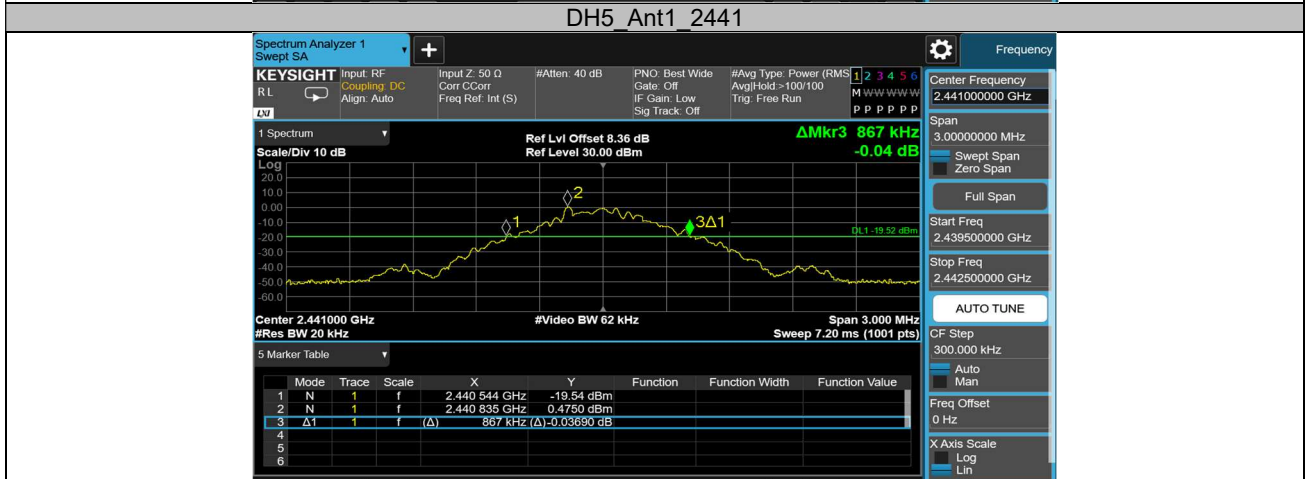 DH5_Ant1_2441
Spectrum Analyzer 1
Swept SA
+
Frequency
KEYSIGHT
RL
LXI
Input: RF
Coupling: DC
Align: Auto
Input Z: 50 Ω
Corr CCorr
Freq Ref: Int (S)
#Atten: 40 dB
PNO: Best Wide
Gate: Off
IF Gain: Low
Sig Track: Off
#Avg Type: Power (RMS
Avg|Hold:>100/100
Trig: Free Run
1 2 3 4 5 6
M W W W W W
P P P P P P
1 Spectrum
Scale/Div 10 dB
Ref Lvl Offset 8.36 dB
Ref Level 30.00 dBm
ΔMkr3 867 kHz
-0.04 dB
Log
20.0
10.0
0.00
-10.0
-20.0
-30.0
-40.0
-50.0
-60.0
1
2
3Δ1
DL1 -19.52 dBm
Center 2.441000 GHz
#Res BW 20 kHz
#Video BW 62 kHz
Span 3.000 MHz
Sweep 7.20 ms (1001 pts)
5 Marker Table
Mode Trace Scale X Y Function Function Width Function Value
1 N 1 f 2.440 544 GHz -19.54 dBm
2 N 1 f 2.440 835 GHz 0.4750 dBm
3 Δ1 1 f (Δ) 867 kHz (Δ)-0.03690 dB
4
5
6
Center Frequency
2.441000000 GHz
Span
3.00000000 MHz
Swept Span
Zero Span
Full Span
Start Freq
2.439500000 GHz
Stop Freq
2.442500000 GHz
AUTO TUNE
CF Step
300.000 kHz
Auto
Man
Freq Offset
0 Hz
X Axis Scale
Log
Lin